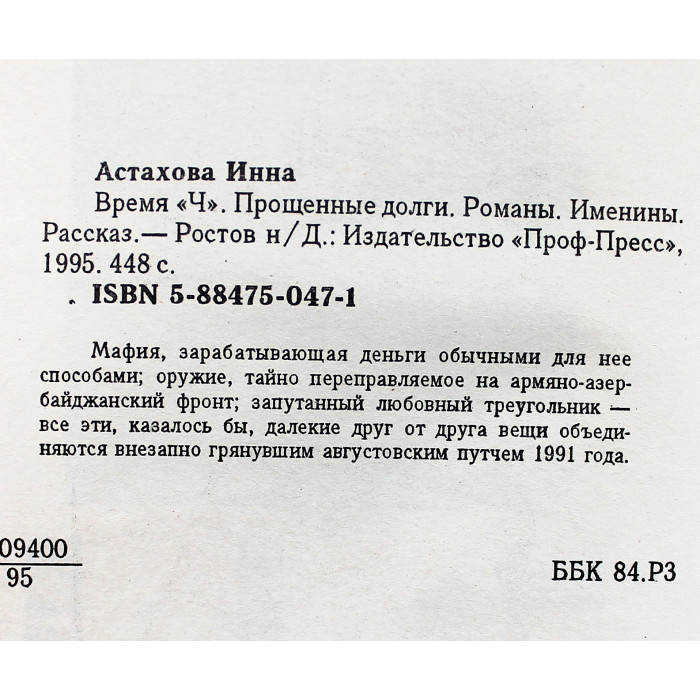 Астахова Инна
Время «Ч». Прощенные долги. Романы. Именины.
Рассказ.— Ростов н/Д.: Издательство «Проф-Пресс»,
1995. 448 с.
ISBN 5-88475-047-1
Мафия, зарабатывающая деньги обычными для нее
способами; оружие, тайно переправляемое на армяно-азер-
байджанский фронт; запутанный любовный треугольник —
все эти, казалось бы, далекие друг от друга вещи объеди-
няются внезапно грянувшим августовским путчем 1991 года.
09400
95
ББК 84.Р3